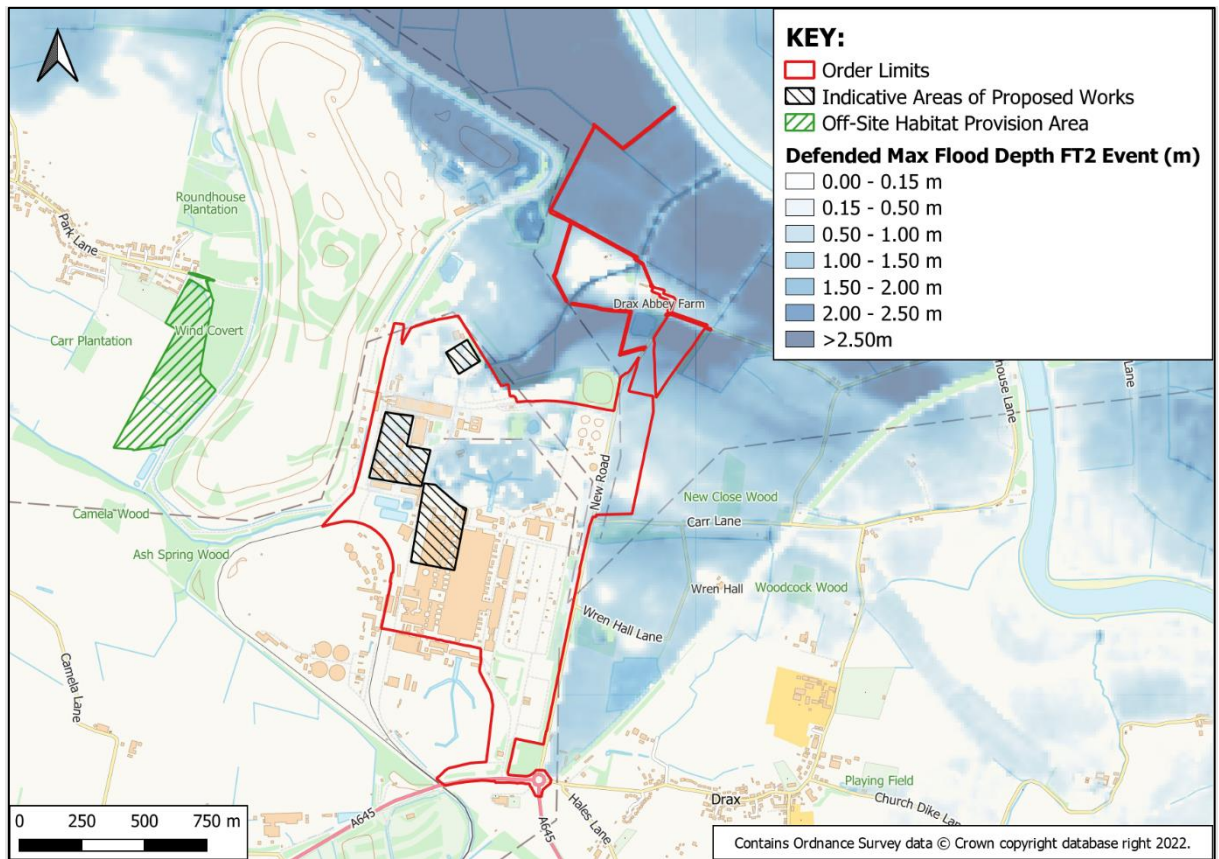 KEY:
Order Limits
Indicative Areas of Proposed Works
Off-Site Habitat Provision Area
Defended Max Flood Depth FT2 Event (m)
0.00 - 0.15 m
0.15 - 0.50 m
0.50 - 1.00 m
1.00 - 1.50 m
1.50 - 2.00 m
2.00 - 2.50 m
>2.50m
Roundhouse
Plantation
Park Lane
Wind Covert
Carr Plantation
Drax Abbey Farm
house Lane
Lane
New Road
New Close Wood
Carr Lane
Camela Wood
Ash Spring Wood
Wren Hall
Woodcock Wood
Wren Hall Lane
Camela Lane
Playing Field
Drax
Church Dike Lan
Hales Lane
A645
A645
0 250 500 750 m
Contains Ordnance Survey data © Crown copyright database right 2022.